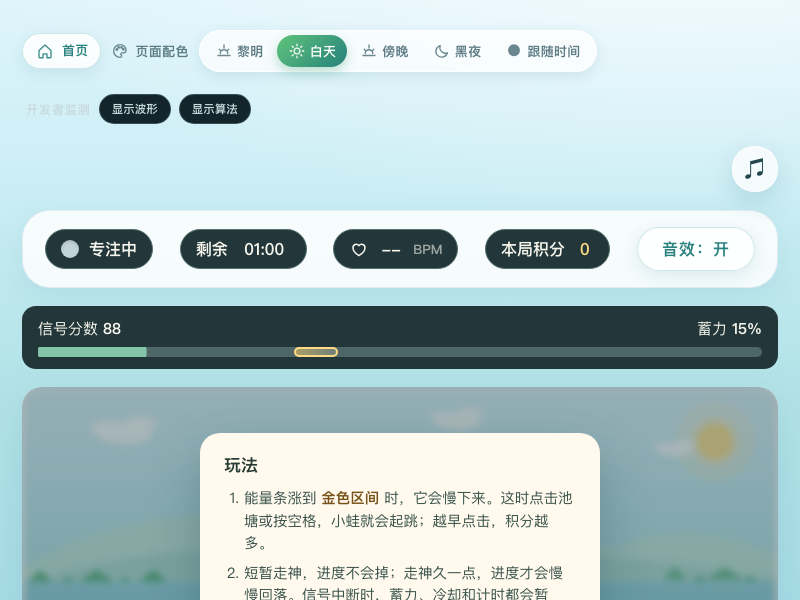 首页 页面配色 黎明 白天 傍晚 黑夜 跟随时间
开发者监测 显示波形 显示算法
专注中 剩余 01:00 -- BPM 本局积分 0 音效：开
信号分数 88 蓄力 15%
玩法
1. 能量条涨到 金色区间 时，它会慢下来。这时点击池
塘或按空格，小蛙就会起跳；越早点击，积分越
多。
2. 短暂走神，进度不会掉；走神久一点，进度才会慢
慢回落。信号中断时，蓄力、冷却和计时都会暂